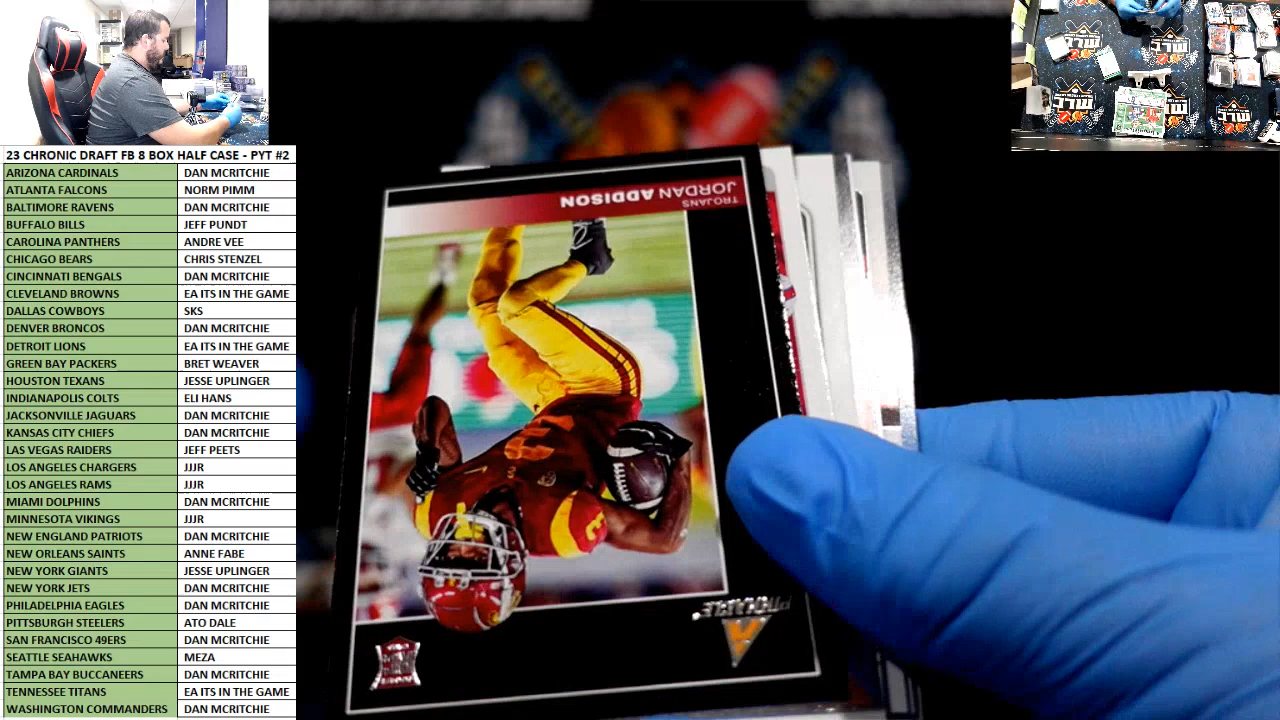 23 CHRONIC DRAFT FB 8 BOX HALF CASE - PYT #2
ARIZONA CARDINALS DAN MCRITCHIE
ATLANTA FALCONS NORM PIMM
BALTIMORE RAVENS DAN MCRITCHIE
BUFFALO BILLS JEFF PUNDT
CAROLINA PANTHERS ANDRE VEE
CHICAGO BEARS CHRIS STENZEL
CINCINNATI BENGALS DAN MCRITCHIE
CLEVELAND BROWNS EA ITS IN THE GAME
DALLAS COWBOYS SKS
DENVER BRONCOS DAN MCRITCHIE
DETROIT LIONS EA ITS IN THE GAME
GREEN BAY PACKERS BRET WEAVER
HOUSTON TEXANS JESSE UPLINGER
INDIANAPOLIS COLTS ELI HANS
JACKSONVILLE JAGUARS DAN MCRITCHIE
KANSAS CITY CHIEFS DAN MCRITCHIE
LAS VEGAS RAIDERS JEFF PEETS
LOS ANGELES CHARGERS JJJR
LOS ANGELES RAMS JJJR
MIAMI DOLPHINS DAN MCRITCHIE
MINNESOTA VIKINGS JJJR
NEW ENGLAND PATRIOTS DAN MCRITCHIE
NEW ORLEANS SAINTS ANNE FABE
NEW YORK GIANTS JESSE UPLINGER
NEW YORK JETS DAN MCRITCHIE
PHILADELPHIA EAGLES DAN MCRITCHIE
PITTSBURGH STEELERS ATO DALE
SAN FRANCISCO 49ERS DAN MCRITCHIE
SEATTLE SEAHAWKS MEZA
TAMPA BAY BUCCANEERS DAN MCRITCHIE
TENNESSEE TITANS EA ITS IN THE GAME
WASHINGTON COMMANDERS DAN MCRITCHIE
TROJANS
JORDAN ADDISON
PINNACLE
3